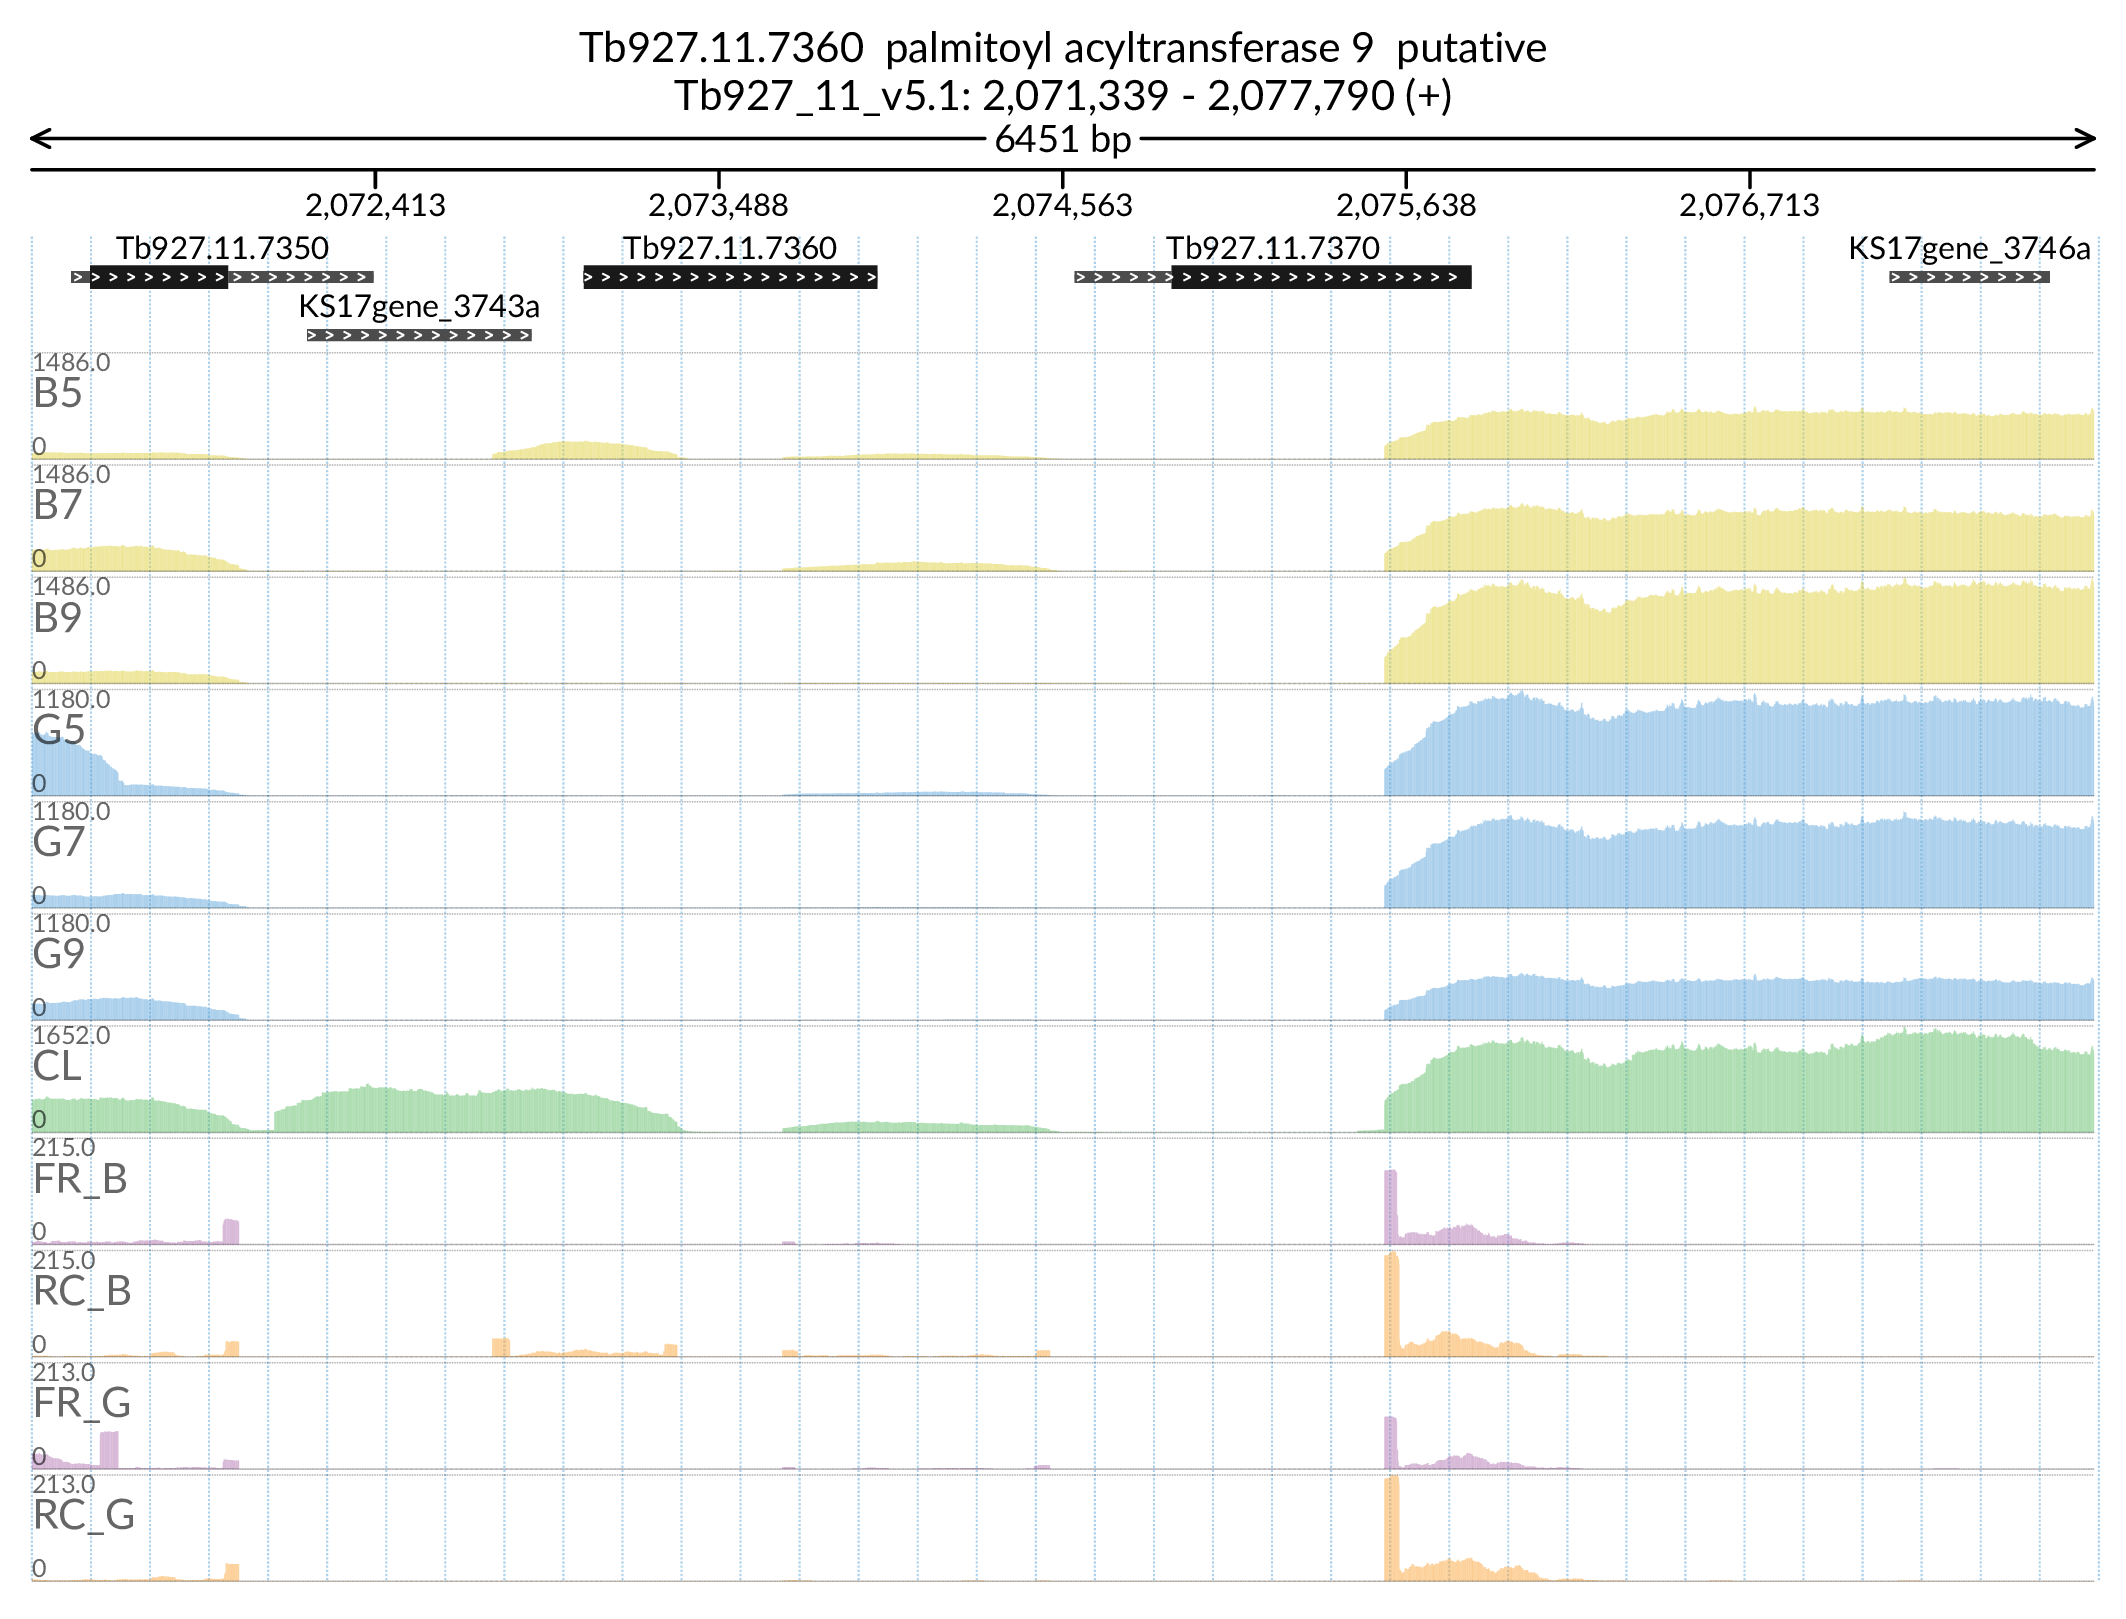 Tb927.11.7360  palmitoyl acyltransferase 9  putative
Tb927_11_v5.1: 2,071,339 - 2,077,790 (+)
6451 bp
2,072,413 2,073,488 2,074,563 2,075,638 2,076,713
Tb927.11.7350 Tb927.11.7360 Tb927.11.7370 KS17gene_3746a
KS17gene_3743a
1486.0
B5
0
1486.0
B7
0
1486.0
B9
0
1180.0
G5
0
1180.0
G7
0
1180.0
G9
0
1652.0
CL
0
215.0
FR_B
0
215.0
RC_B
0
213.0
FR_G
0
213.0
RC_G
0